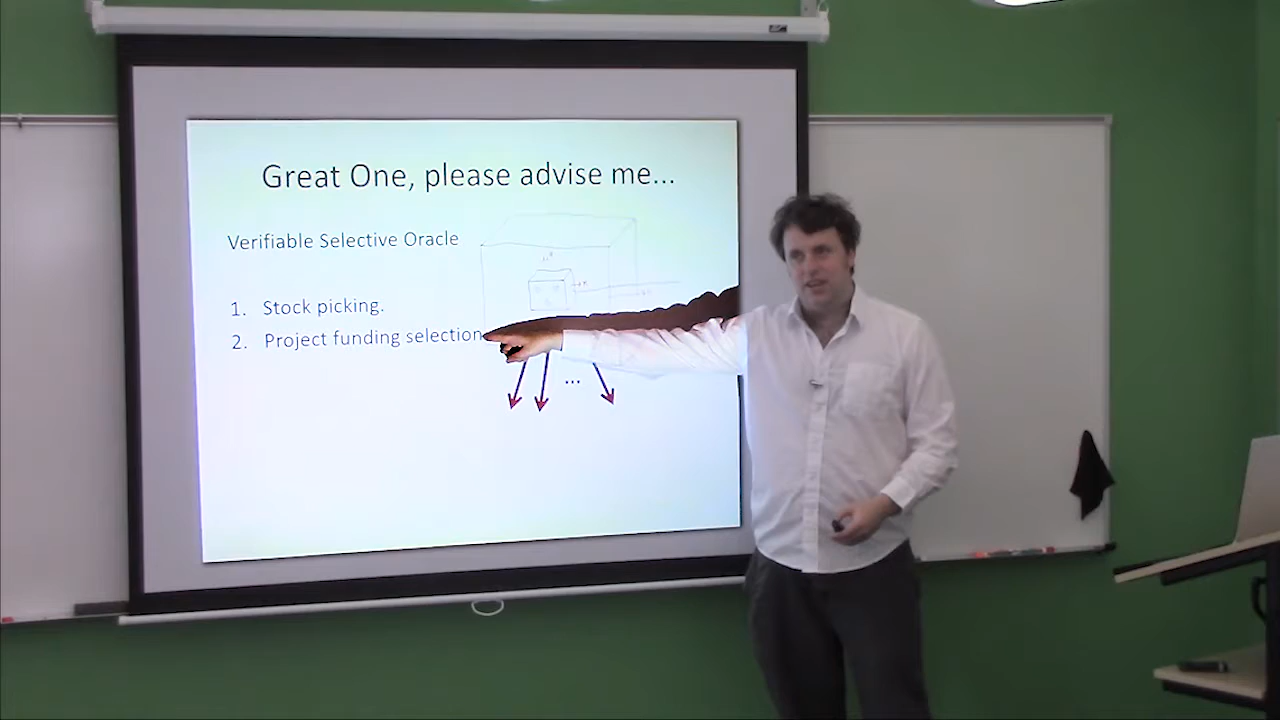 Great One, please advise me...
Verifiable Selective Oracle
1. Stock picking.
2. Project funding selection
...